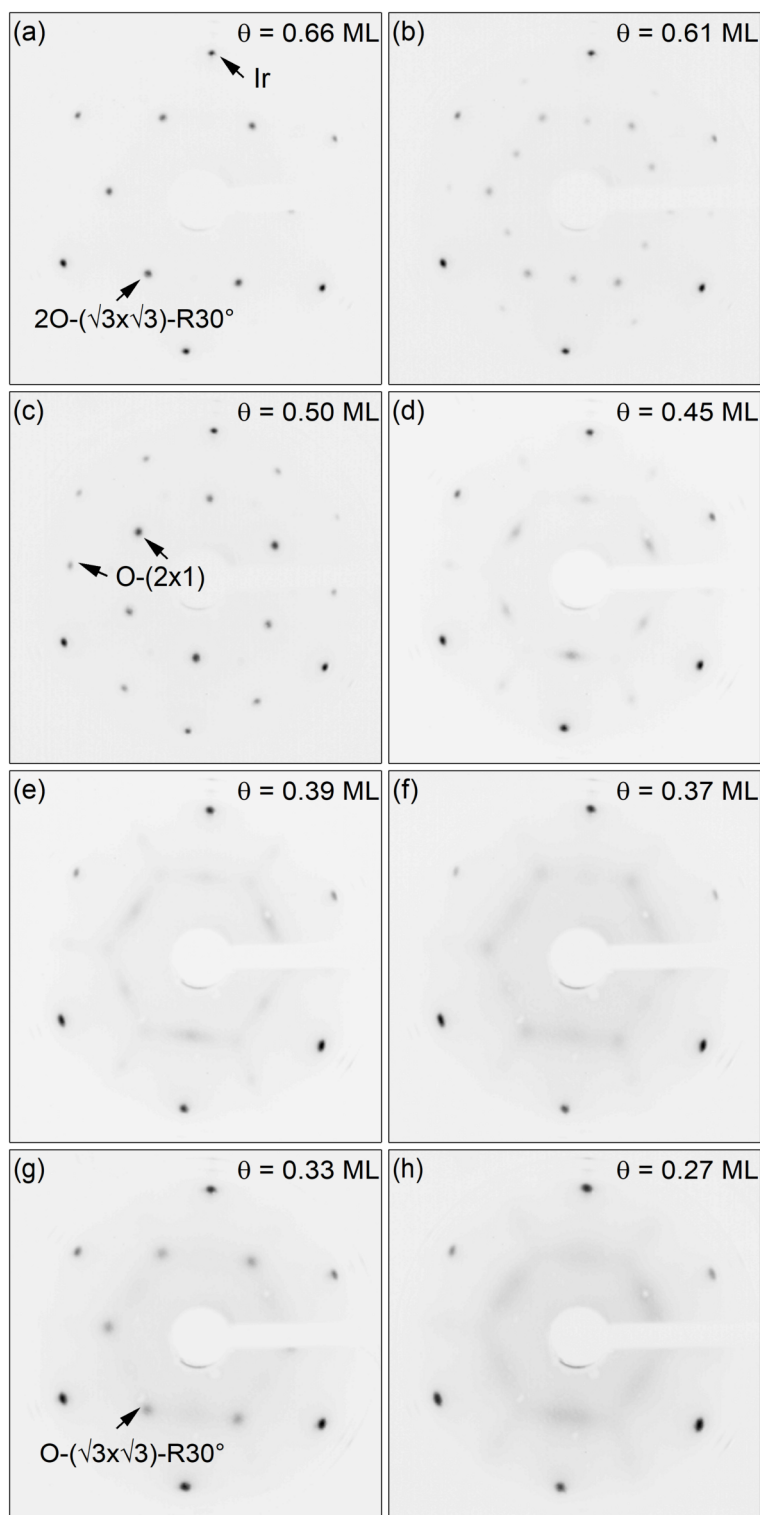 (a) θ = 0.66 ML
Ir
2O-(√3x√3)-R30°
(b) θ = 0.61 ML
(c) θ = 0.50 ML
O-(2x1)
(d) θ = 0.45 ML
(e) θ = 0.39 ML
(f) θ = 0.37 ML
(g) θ = 0.33 ML
O-(√3x√3)-R30°
(h) θ = 0.27 ML